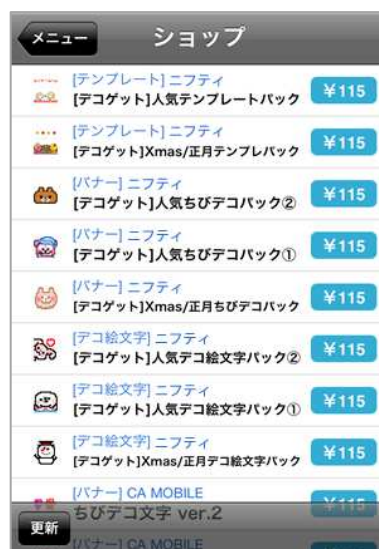 メニュー
ショップ
[テンプレート] ニフティ
[デコゲット]人気テンプレートパック
¥115
[テンプレート] ニフティ
[デコゲット]Xmas/正月テンプレパック
¥115
[バナー] ニフティ
[デコゲット]人気ちびデコパック②
¥115
[バナー] ニフティ
[デコゲット]人気ちびデコパック①
¥115
[バナー] ニフティ
[デコゲット]Xmas/正月ちびデコパック
¥115
[デコ絵文字] ニフティ
[デコゲット]人気デコ絵文字パック②
¥115
[デコ絵文字] ニフティ
[デコゲット]人気デコ絵文字パック①
¥115
[デコ絵文字] ニフティ
[デコゲット]Xmas/正月デコ絵文字パック
¥115
[バナー] CA MOBILE
ちびデコ文字 ver.2
¥115
更新
[バナー] CA MOBILE